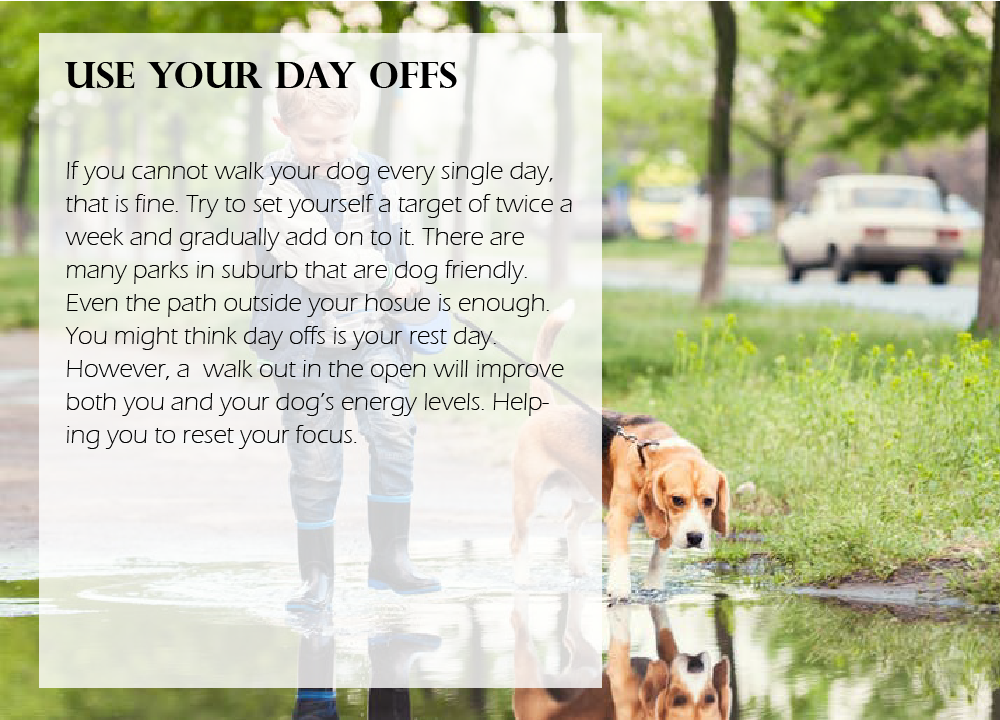 USE YOUR DAY OFFS
If you cannot walk your dog every single day,
that is fine. Try to set yourself a target of twice a
week and gradually add on to it. There are
many parks in suburb that are dog friendly.
Even the path outside your hosue is enough.
You might think day offs is your rest day.
However, a  walk out in the open will improve
both you and your dog's energy levels. Help-
ing you to reset your focus.